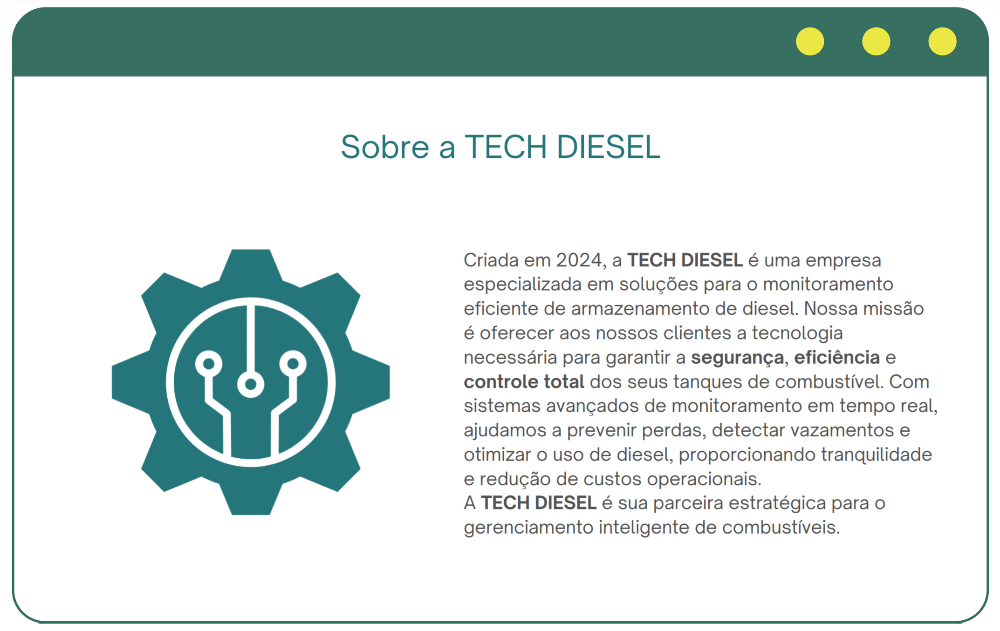 Sobre a TECH DIESEL
Criada em 2024, a TECH DIESEL é uma empresa
especializada em soluções para o monitoramento
eficiente de armazenamento de diesel. Nossa missão
é oferecer aos nossos clientes a tecnologia
necessária para garantir a segurança, eficiência e
controle total dos seus tanques de combustível. Com
sistemas avançados de monitoramento em tempo real,
ajudamos a prevenir perdas, detectar vazamentos e
otimizar o uso de diesel, proporcionando tranquilidade
e redução de custos operacionais.
A TECH DIESEL é sua parceira estratégica para o
gerenciamento inteligente de combustíveis.